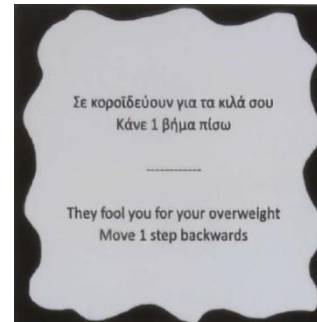 Σε κοροϊδεύουν για τα κιλά σου
Κάνε 1 βήμα πίσω
------------
They fool you for your overweight
Move 1 step backwards